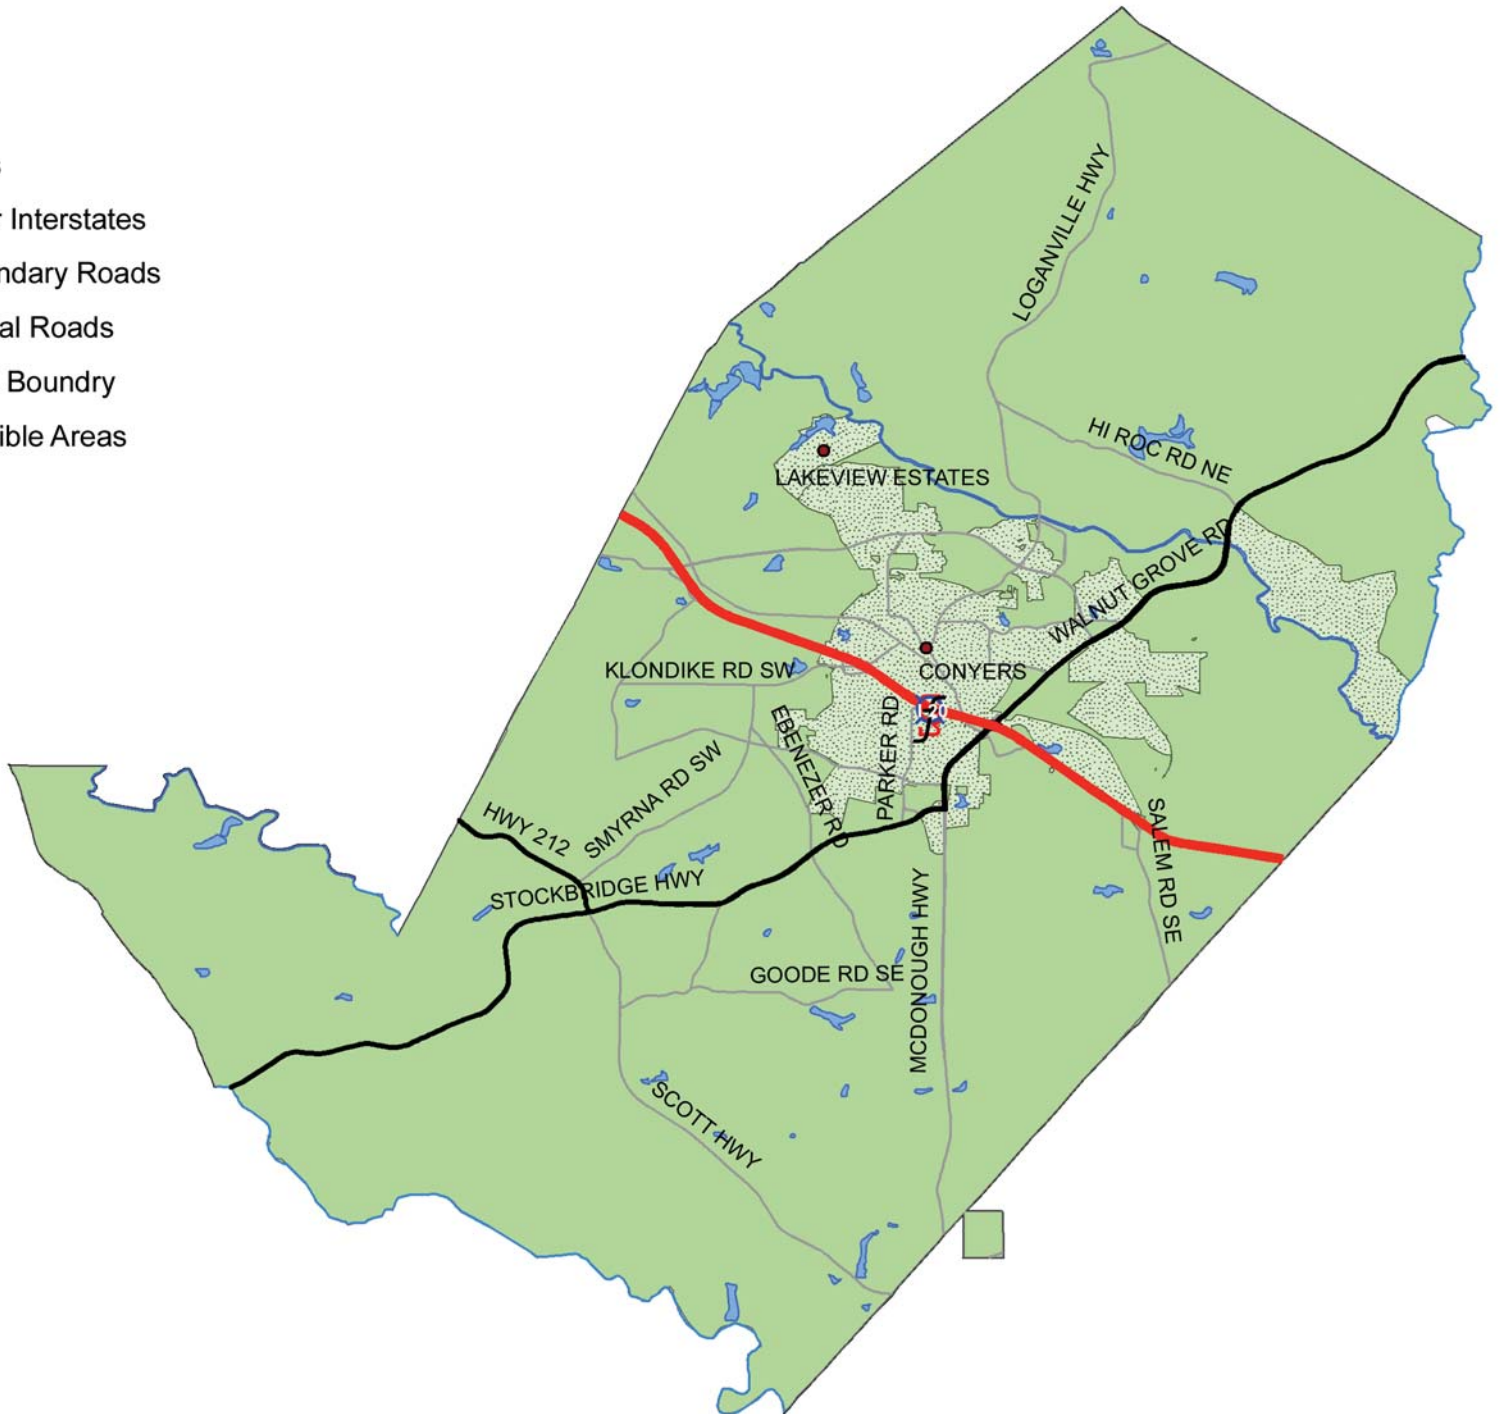 Interstates
ndary Roads
al Roads
Boundry
ible Areas
LOGANVILLE HWY
HI ROC RD NE
LAKEVIEW ESTATES
WALNUT GROVE RD
KLONDIKE RD SW
CONYERS
I-20
EBENEZER RD
PARKER RD
SMYRNA RD SW
HWY 212
SALEM RD SE
STOCKBRIDGE HWY
MCDONOUGH HWY
GOODE RD SE
SCOTT HWY